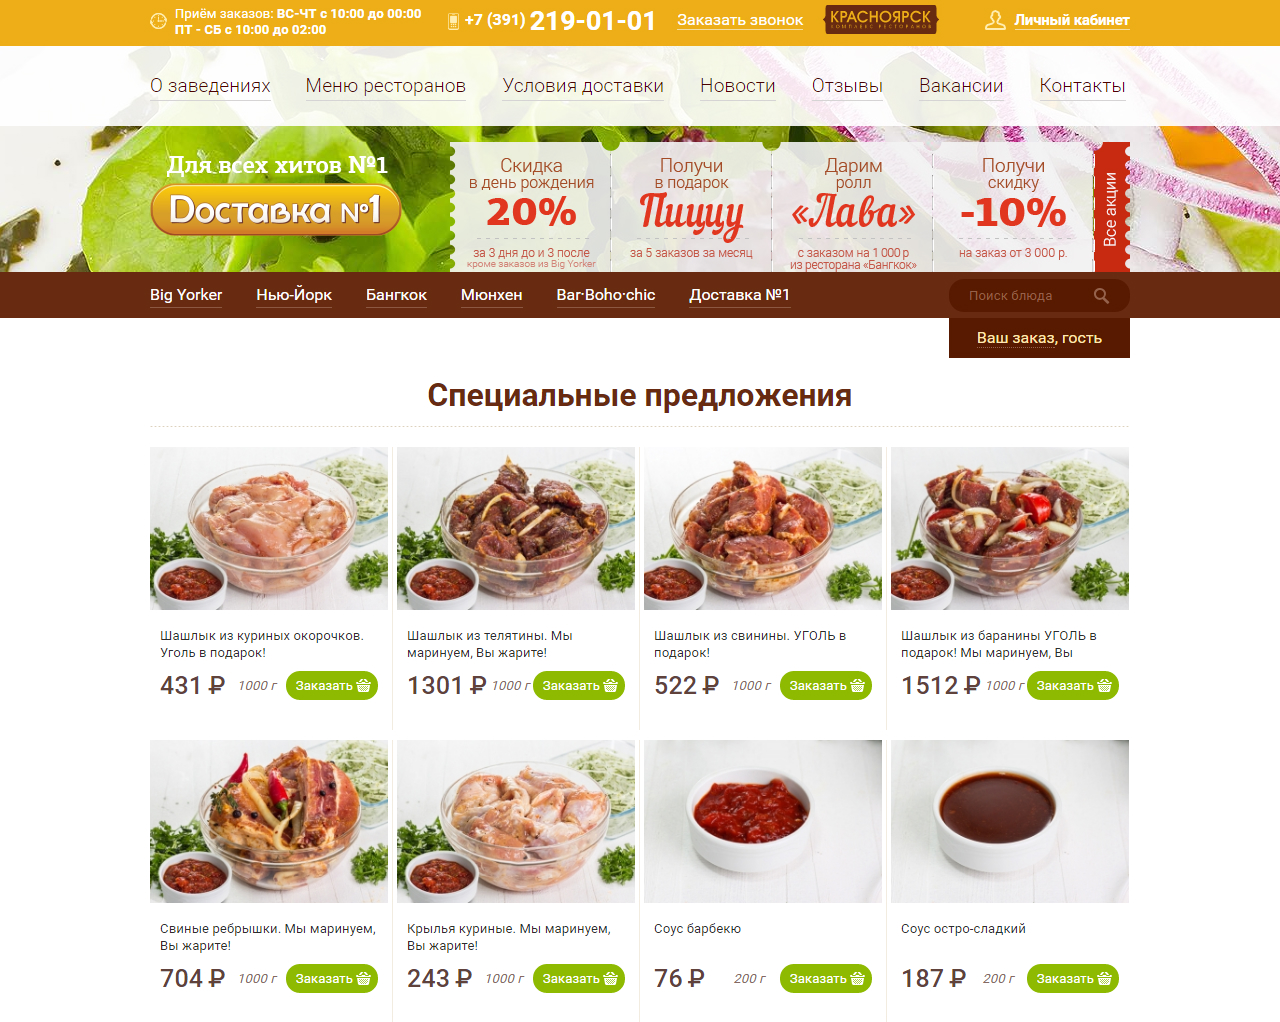 Приём заказов: ВС-ЧТ с 10:00 до 00:00
ПТ - СБ с 10:00 до 02:00
+7 (391) 219-01-01
Заказать звонок
КРАСНОЯРСК
КОМПЛЕКС РЕСТОРАНОВ
Личный кабинет
О заведениях
Меню ресторанов
Условия доставки
Новости
Отзывы
Вакансии
Контакты
Для всех хитов №1
Доставка №1
Скидка
в день рождения
20%
за 3 дня до и 3 после
кроме заказов из Big Yorker
Получи
в подарок
Пиццу
за 5 заказов за месяц
Дарим
ролл
«Лава»
с заказом на 1 000 р
из ресторана «Бангкок»
Получи
скидку
-10%
на заказ от 3 000 р.
Все акции
Big Yorker
Нью-Йорк
Бангкок
Мюнхен
Bar·Boho·chic
Доставка №1
Поиск блюда
Ваш заказ, гость
Специальные предложения
Шашлык из куриных окорочков.
Уголь в подарок!
431 ₽ 1000 г Заказать
Шашлык из телятины. Мы
маринуем, Вы жарите!
1301 ₽ 1000 г Заказать
Шашлык из свинины. УГОЛЬ в
подарок!
522 ₽ 1000 г Заказать
Шашлык из баранины УГОЛЬ в
подарок! Мы маринуем, Вы
1512 ₽ 1000 г Заказать
Свиные ребрышки. Мы маринуем,
Вы жарите!
704 ₽ 1000 г Заказать
Крылья куриные. Мы маринуем,
Вы жарите!
243 ₽ 1000 г Заказать
Соус барбекю
76 ₽ 200 г Заказать
Соус остро-сладкий
187 ₽ 200 г Заказать